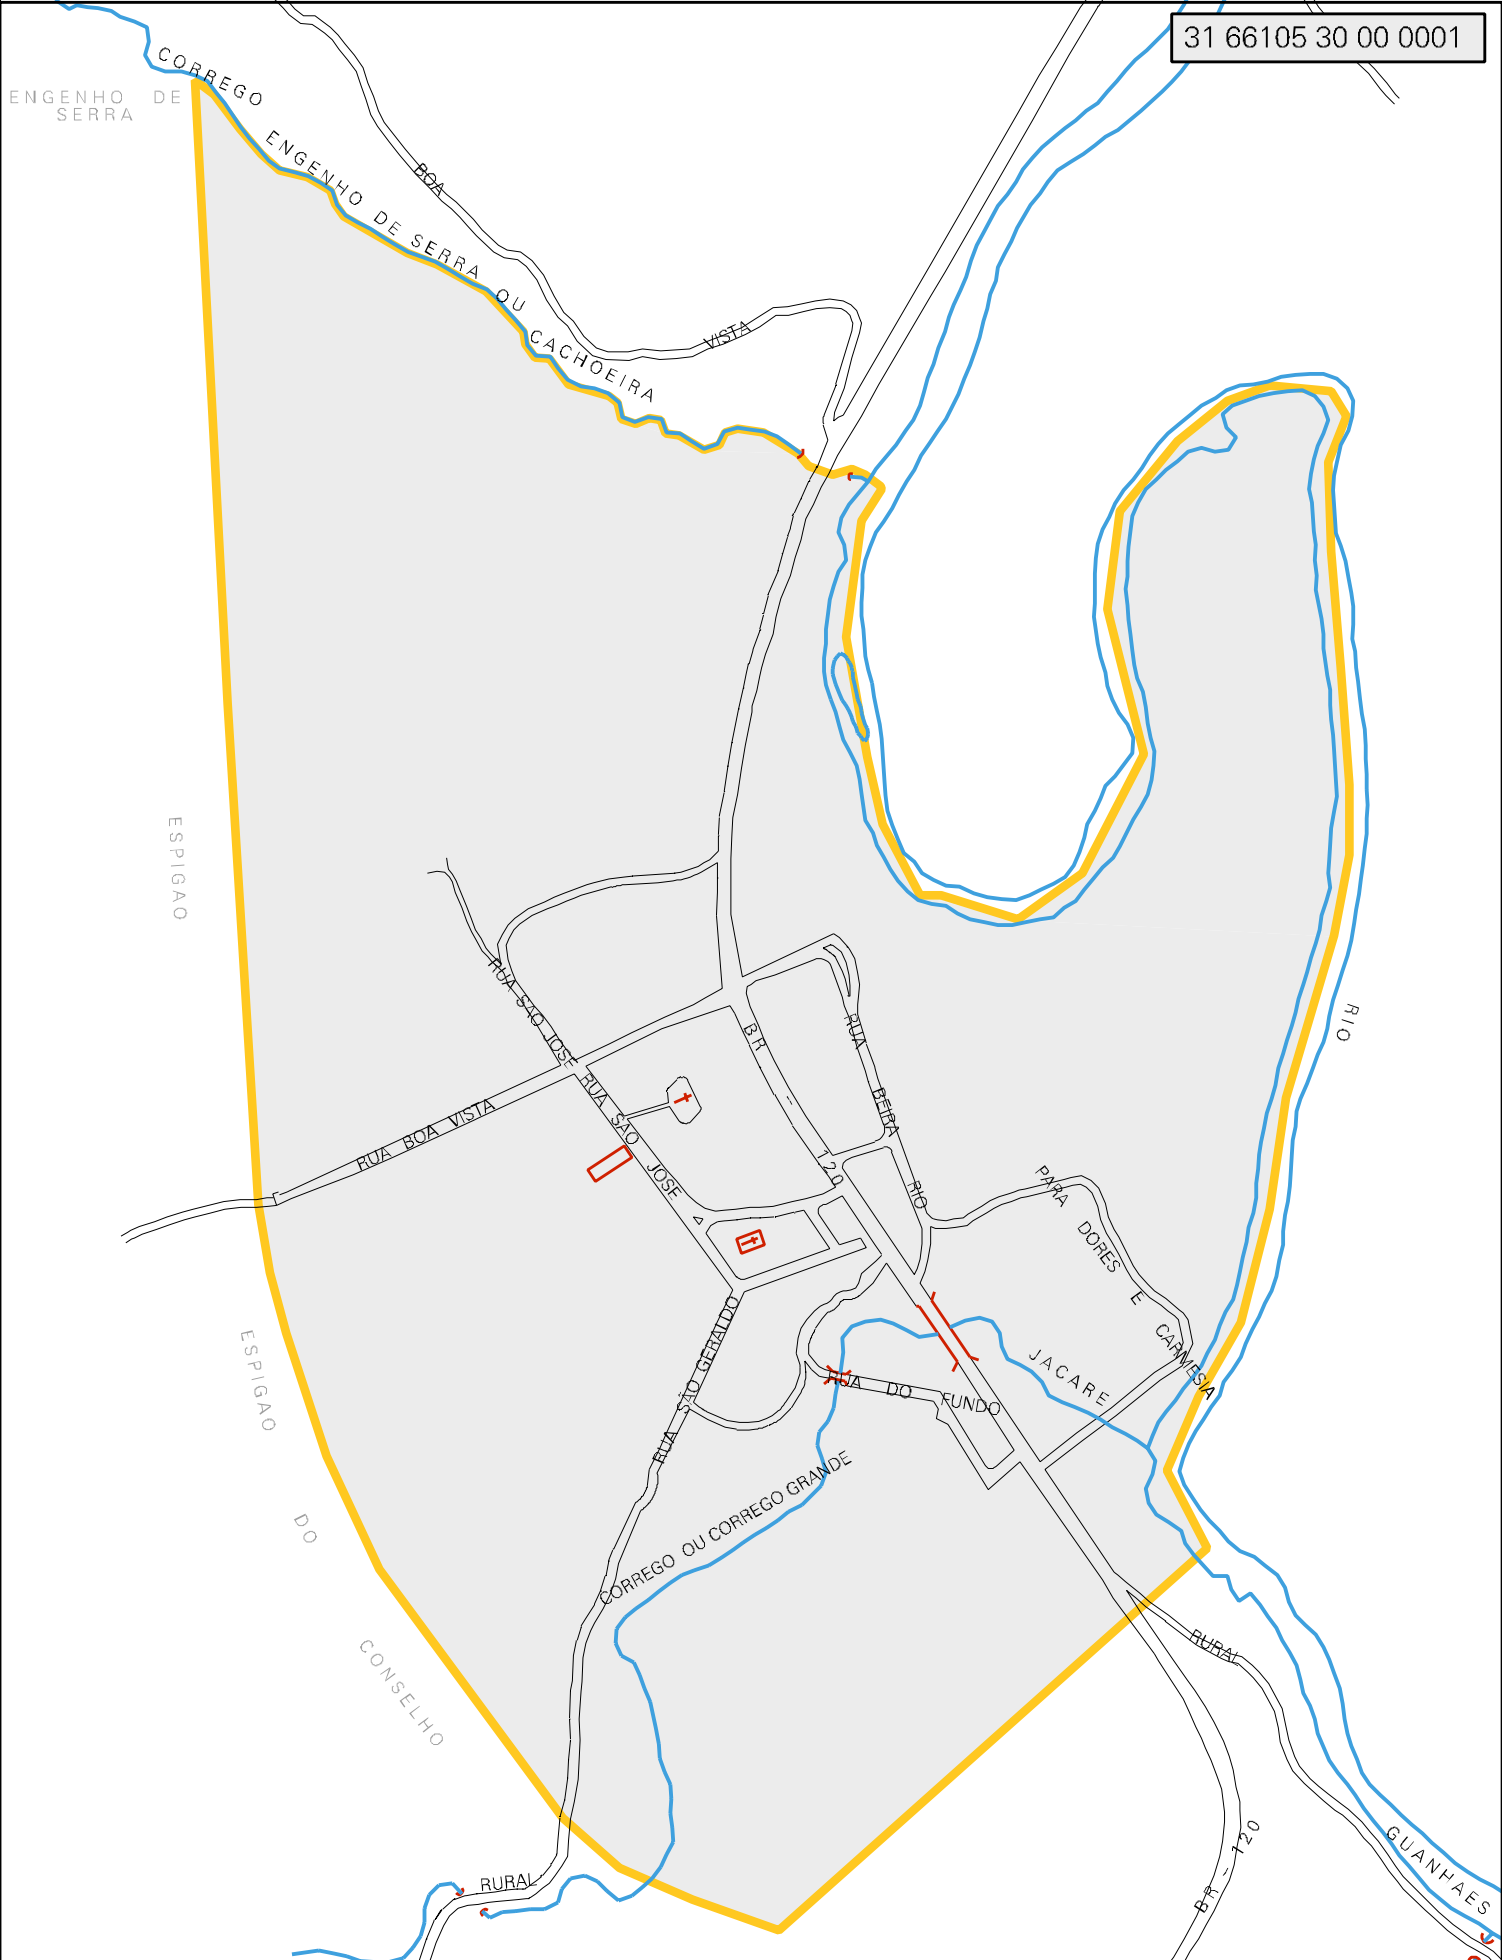 31 66105 30 00 0001
CORREGO ENGENHO DE SERRA OU CACHOEIRA
ENGENHO DE
SERRA
BOA VISTA
ESPIGAO
RIO
RUA SAO JOSE
RUA SAO JOSE
BR - 120
RUA BEIRA RIO
RUA BOA VISTA
PARA DORES E CARMESIA
ESPIGAO DO CONSELHO
RUA SÃO GERALDO
JACARE
RUA DO FUNDO
CORREGO OU CORREGO GRANDE
RURAL
RURAL
BR - 120
GUANHAES